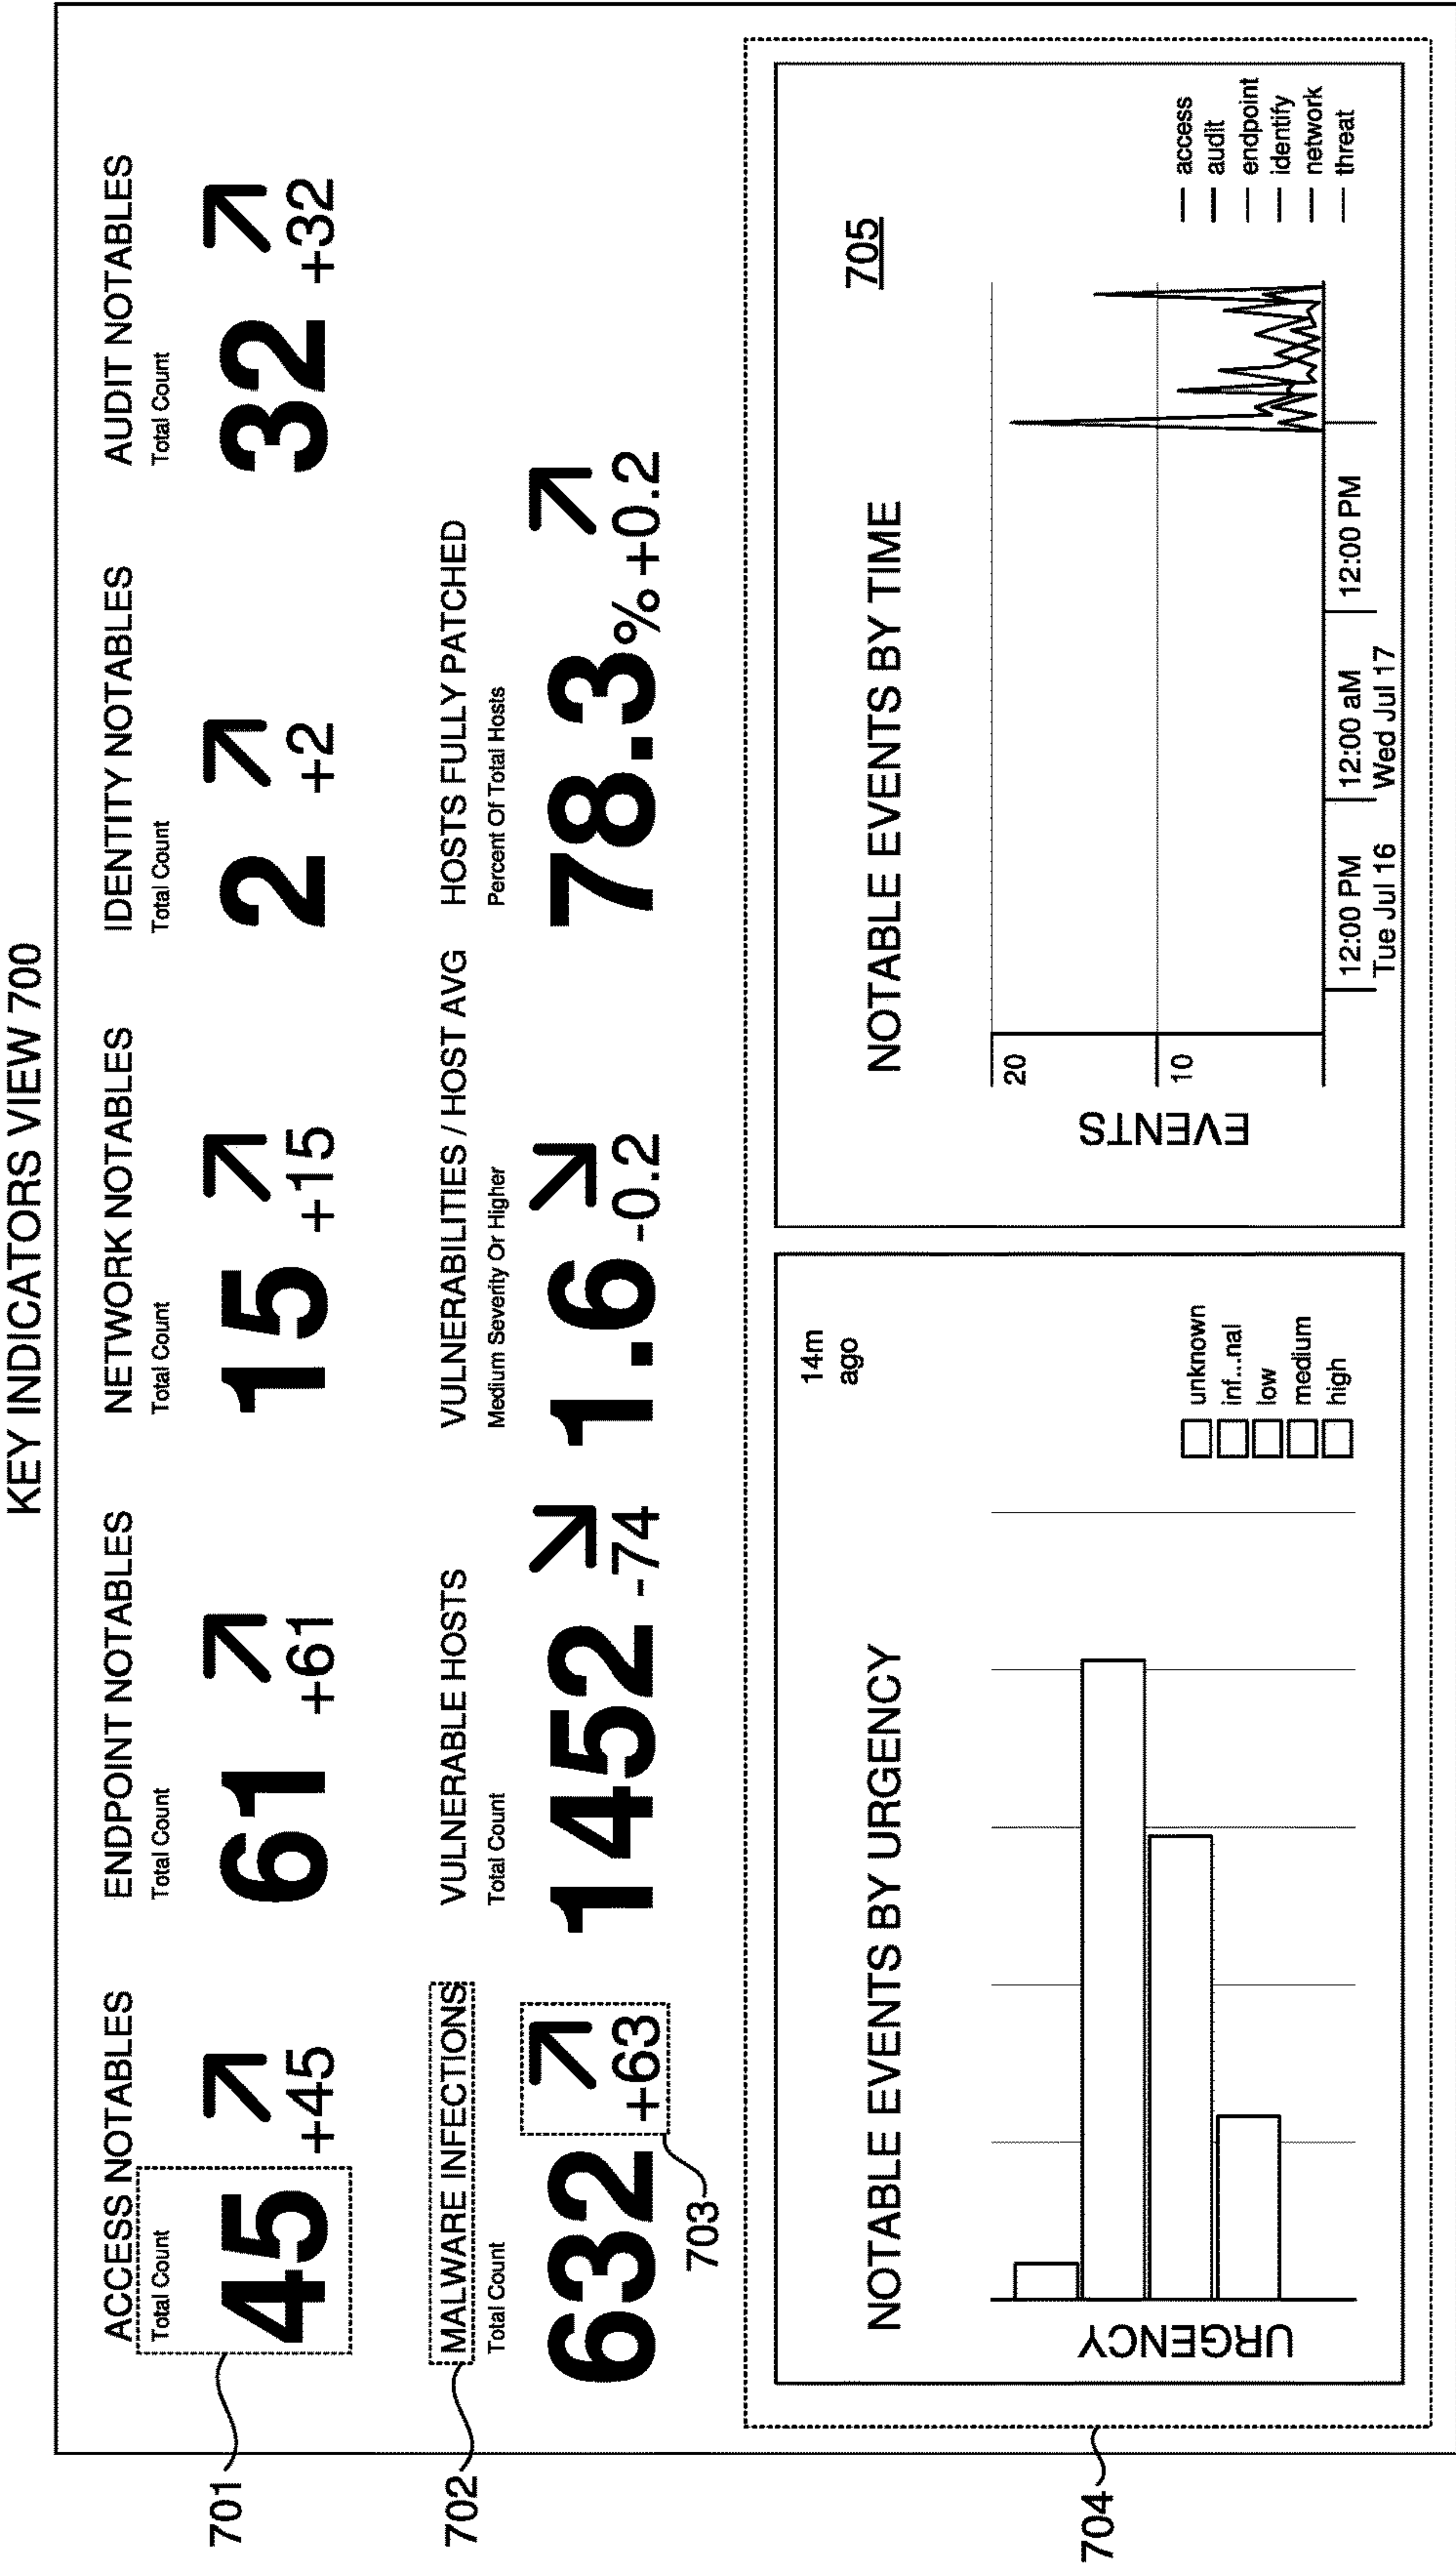 KEY INDICATORS VIEW 700
ACCESS NOTABLES
Total Count
45 +45
ENDPOINT NOTABLES
Total Count
61 +61
NETWORK NOTABLES
Total Count
15 +15
IDENTITY NOTABLES
Total Count
2 +2
AUDIT NOTABLES
Total Count
32 +32
701
MALWARE INFECTIONS
Total Count
632 +63
VULNERABLE HOSTS
Total Count
1452 -74
VULNERABILITIES / HOST AVG
Medium Severity Or Higher
1.6 -0.2
HOSTS FULLY PATCHED
Percent Of Total Hosts
78.3% +0.2
702
703
14m
ago
NOTABLE EVENTS BY URGENCY
URGENCY
unknown
inf...nal
low
medium
high
704
705
NOTABLE EVENTS BY TIME
EVENTS
20
10
12:00 PM
Tue Jul 16
12:00 aM
Wed Jul 17
12:00 PM
access
audit
endpoint
identify
network
threat